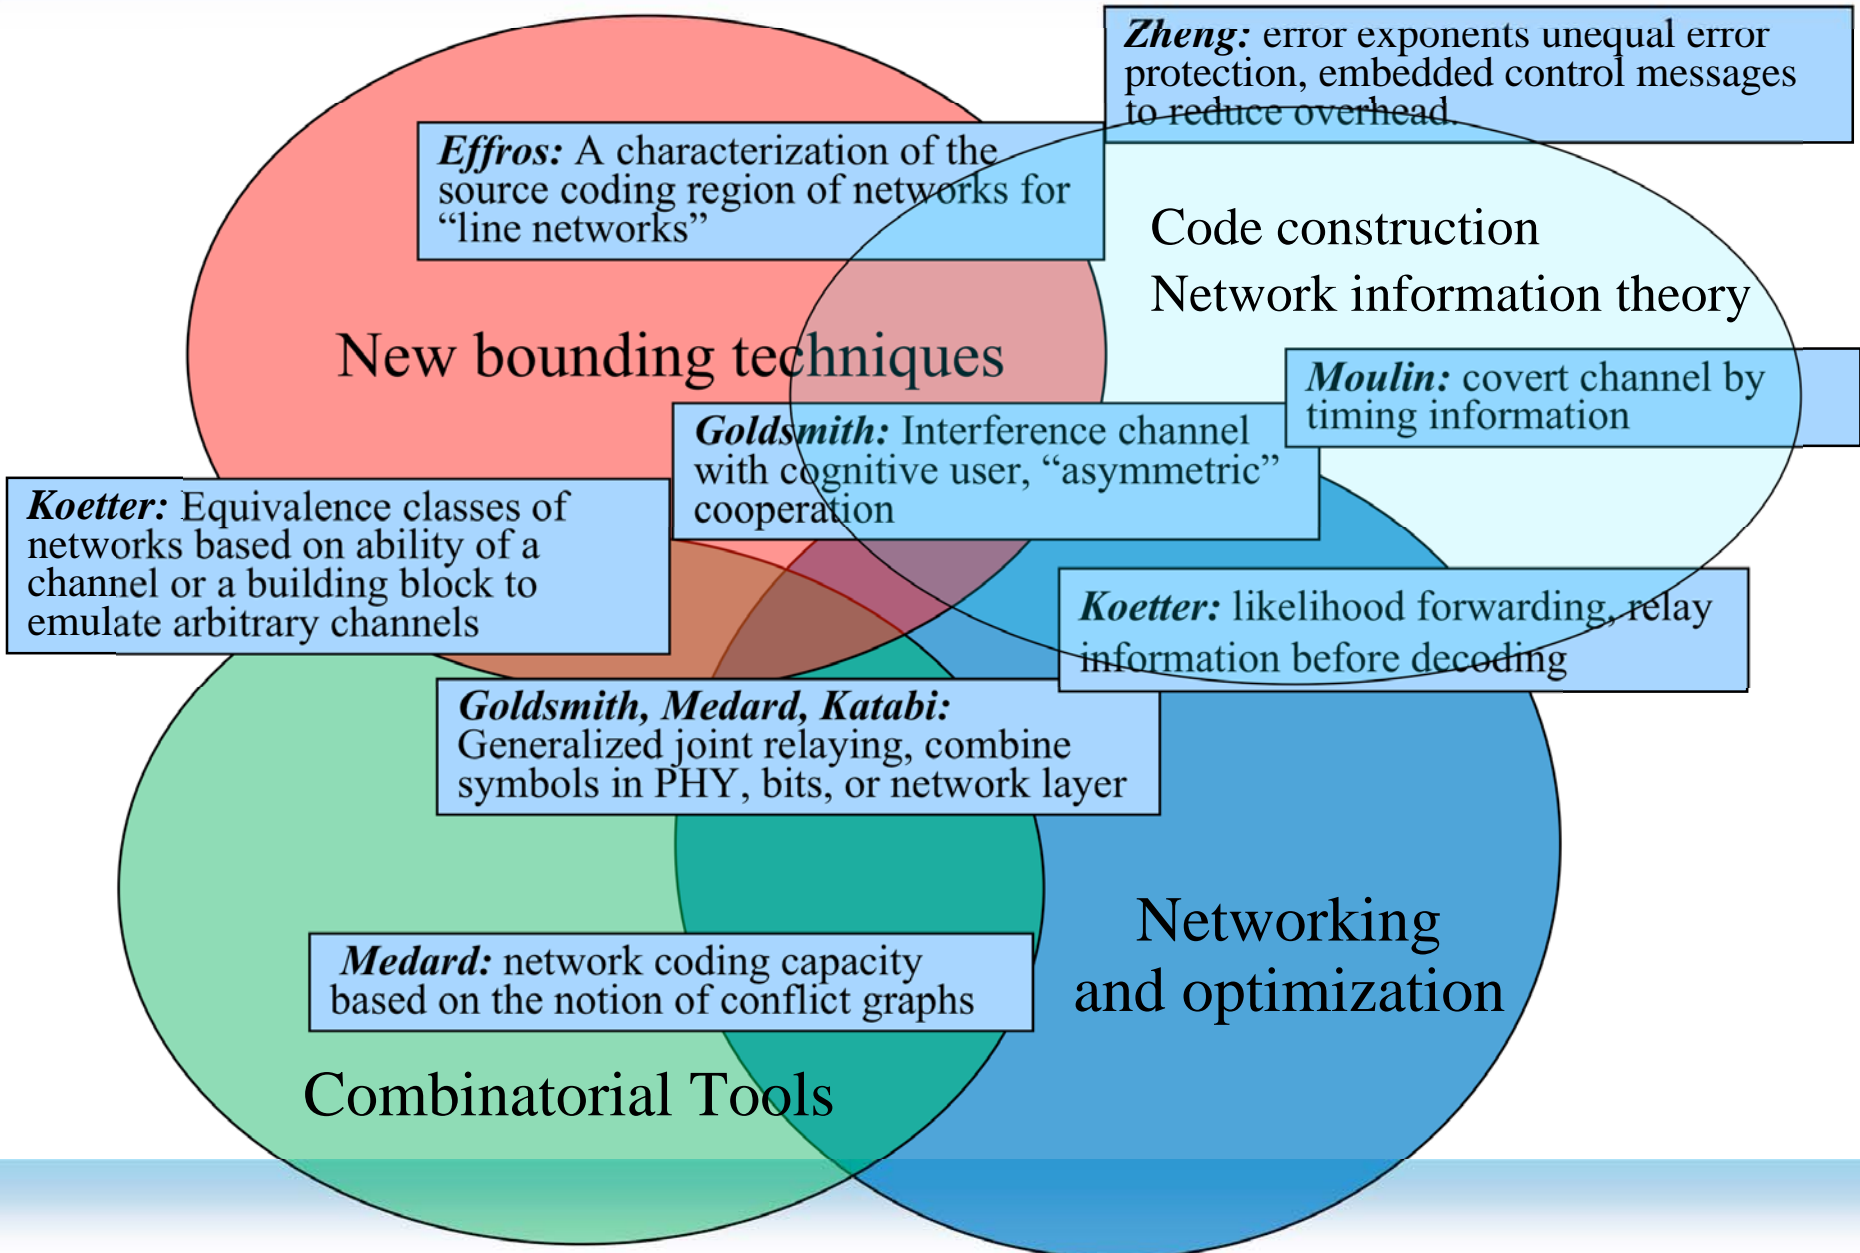 Zheng: error exponents unequal error
protection, embedded control messages
to reduce overhead.
Effros: A characterization of the
source coding region of networks for
“line networks”
Code construction
Network information theory
New bounding techniques
Moulin: covert channel by
timing information
Goldsmith: Interference channel
with cognitive user, “asymmetric”
cooperation
Koetter: Equivalence classes of
networks based on ability of a
channel or a building block to
emulate arbitrary channels
Koetter: likelihood forwarding, relay
information before decoding
Goldsmith, Medard, Katabi:
Generalized joint relaying, combine
symbols in PHY, bits, or network layer
Networking
and optimization
Medard: network coding capacity
based on the notion of conflict graphs
Combinatorial Tools